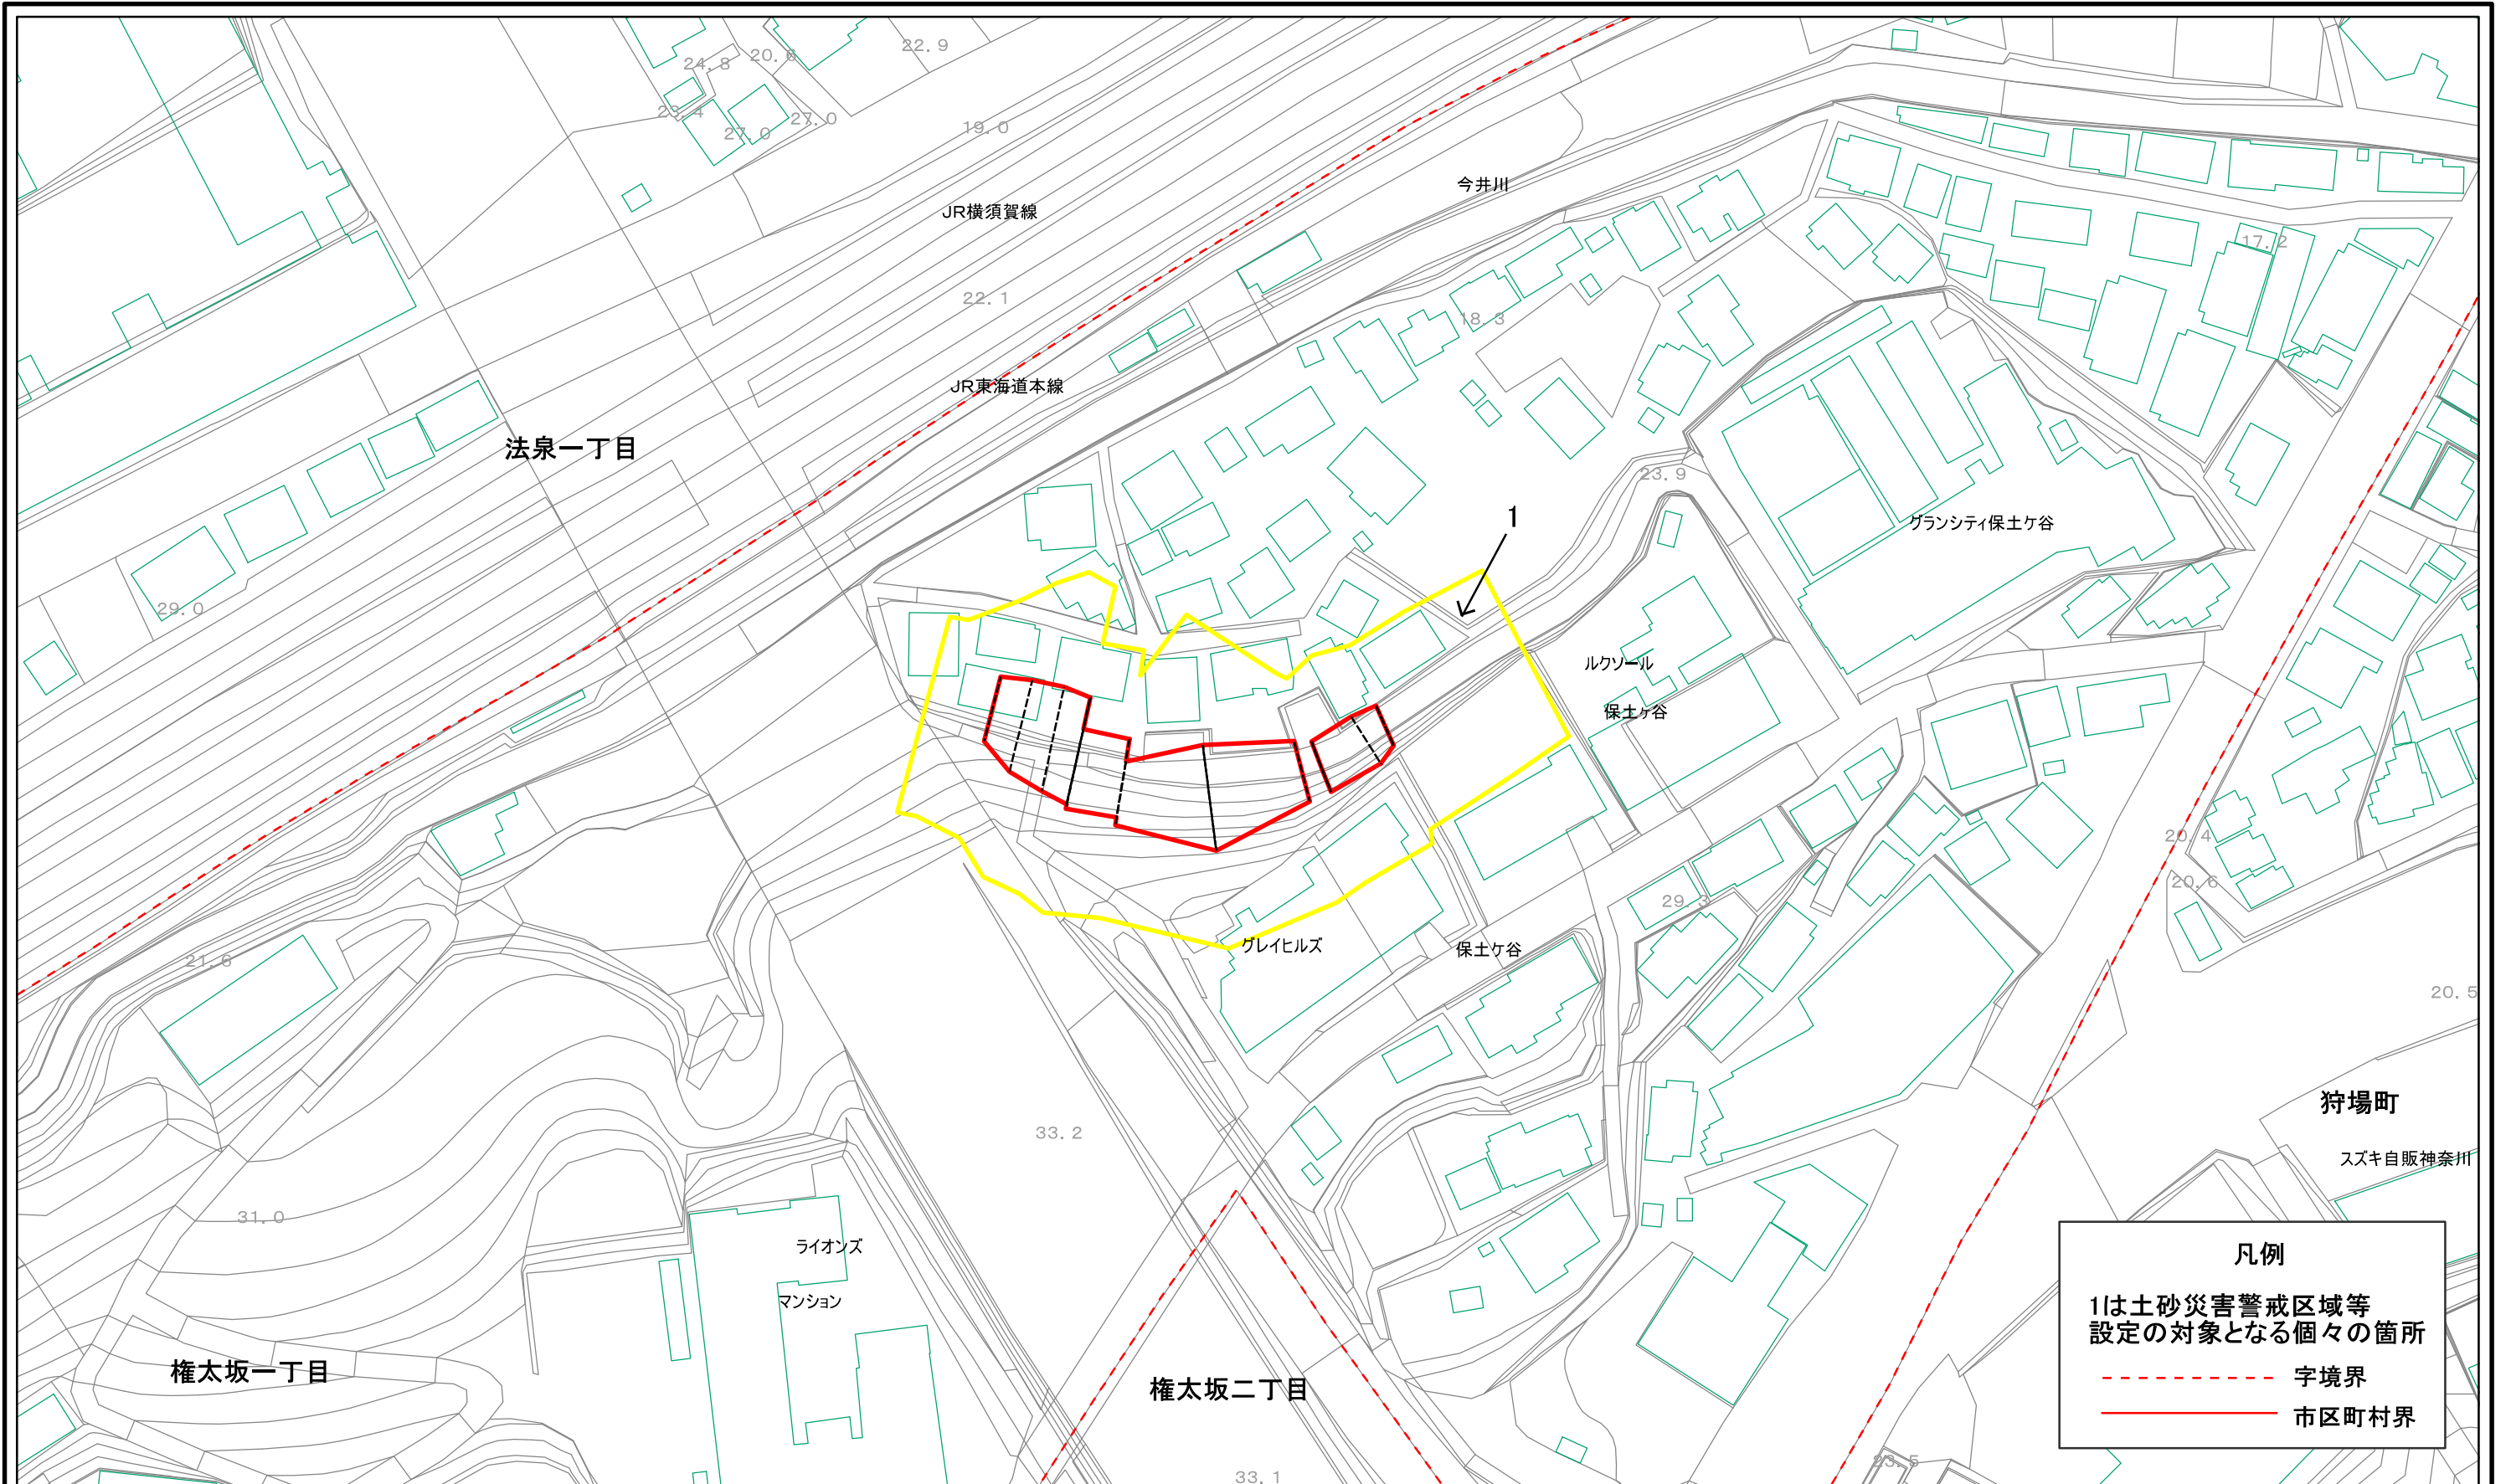 22.9
20.6
24.8
23.4
27.0
27.0
19.0
今井川
JR横須賀線
17.2
22.1
18.3
JR東海道本線
法泉一丁目
23.9
1
グランシティ保土ケ谷
29.0
ルクソール
保土ヶ谷
20.4
20.6
29.3
グレイヒルズ
保土ケ谷
21.6
20.5
狩場町
33.2
スズキ自販神奈川
31.0
ライオンズ
マンション
凡例
1は土砂災害警戒区域等
設定の対象となる個々の箇所
字境界
市区町村界
権太坂一丁目
権太坂二丁目
23.5
33.1